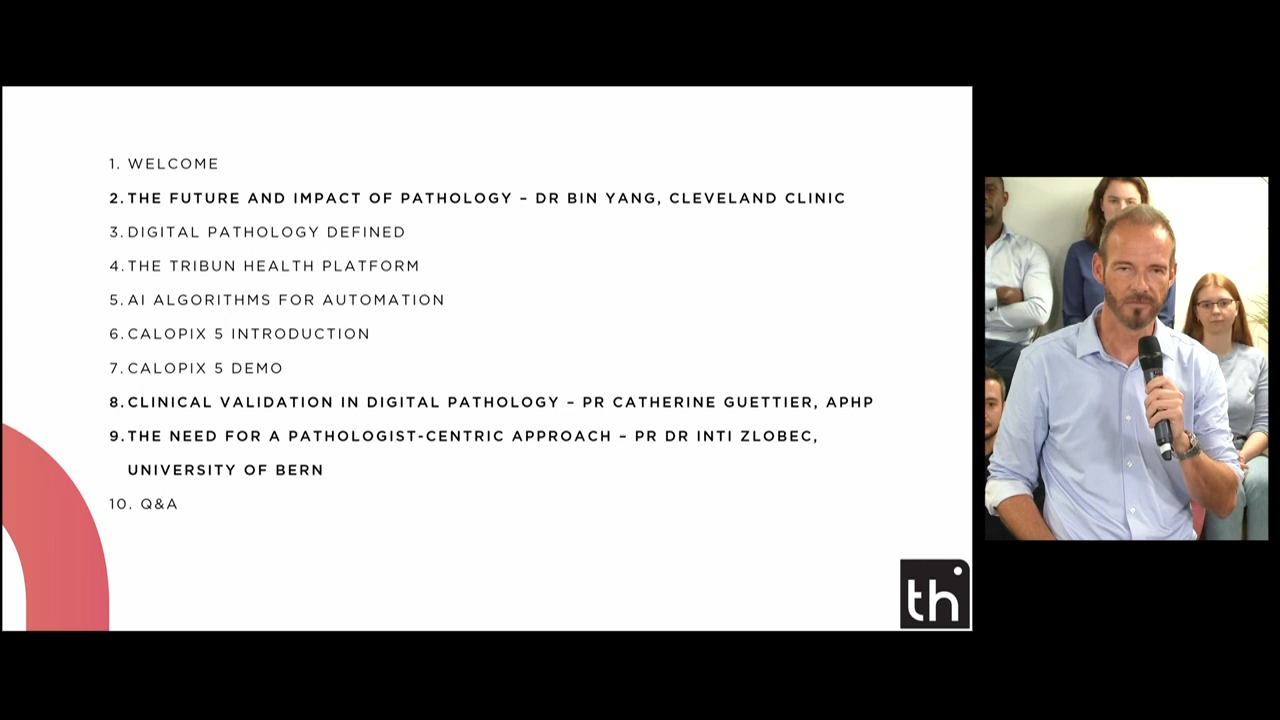 1. WELCOME
2. THE FUTURE AND IMPACT OF PATHOLOGY – DR BIN YANG, CLEVELAND CLINIC
3. DIGITAL PATHOLOGY DEFINED
4. THE TRIBUN HEALTH PLATFORM
5. AI ALGORITHMS FOR AUTOMATION
6. CALOPIX 5 INTRODUCTION
7. CALOPIX 5 DEMO
8. CLINICAL VALIDATION IN DIGITAL PATHOLOGY – PR CATHERINE GUETTIER, APHP
9. THE NEED FOR A PATHOLOGIST-CENTRIC APPROACH – PR DR INTI ZLOBEC,
UNIVERSITY OF BERN
10. Q&A
th